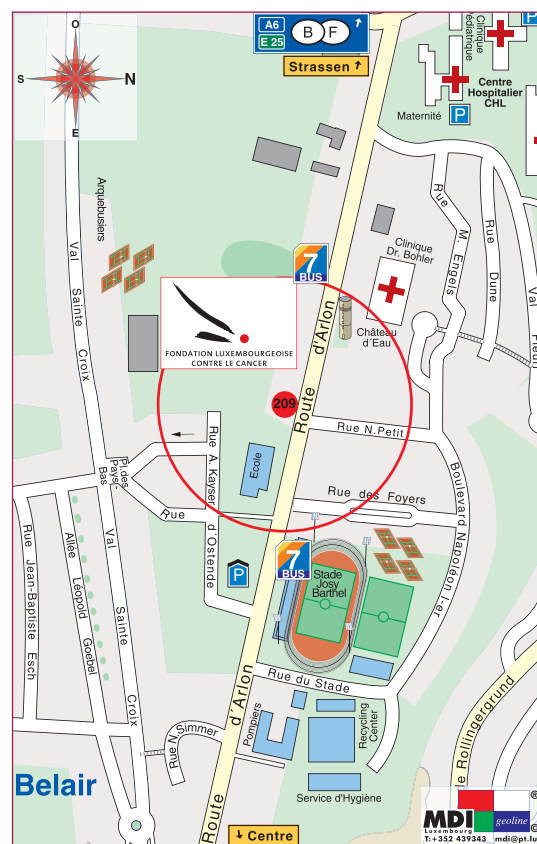 O
S
N
E
A6
E 25
B
F
Strassen
Clinique
Pédiatrique
P
Centre
Hospitalier
CHL
Maternité
P
Arquebusiers
Val Sainte Croix
Rue M. Engels
Rue Dune
Val Fleuri
Clinique
Dr. Bohler
7
BUS
Château
d´Eau
FONDATION LUXEMBOURGEOISE
CONTRE LE CANCER
Route d'Arlon
209
Rue N.Petit
Rue A. Kayser
Ecole
Pl.des
Pays-
Bas
Rue des Foyers
Boulevard Napoléon I-er
Rue d'Ostende
Val Sainte Croix
Allée Léopold Goebel
Rue Jean-Baptiste Esch
P
7
BUS
Stade
Josy
Barthel
Rue du Stade
Route d'Arlon
Pompiers
Recycling
Center
Rue N.Simmer
Service d'Hygiène
de Rollingergrund
Belair
Centre
MDI
Luxembourg
geoline
®
©
T:+352 439343 mdi@pt.lu